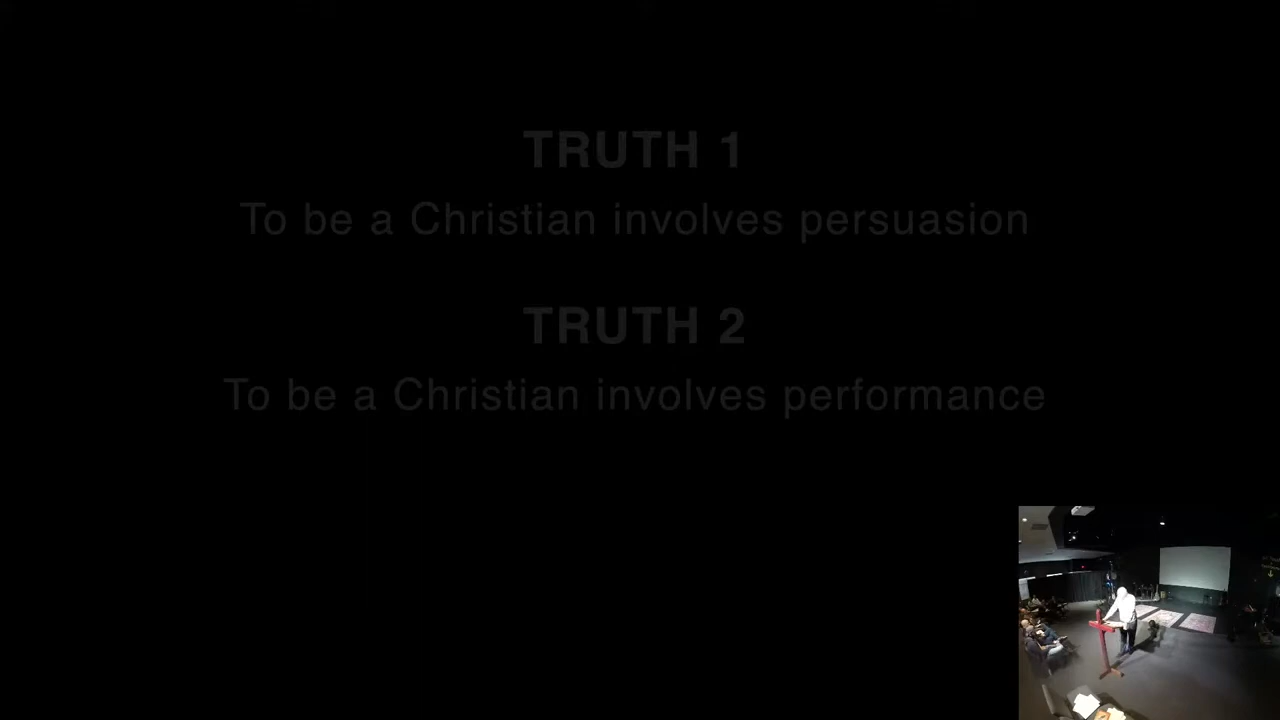 TRUTH 1
To be a Christian involves persuasion
TRUTH 2
To be a Christian involves performance